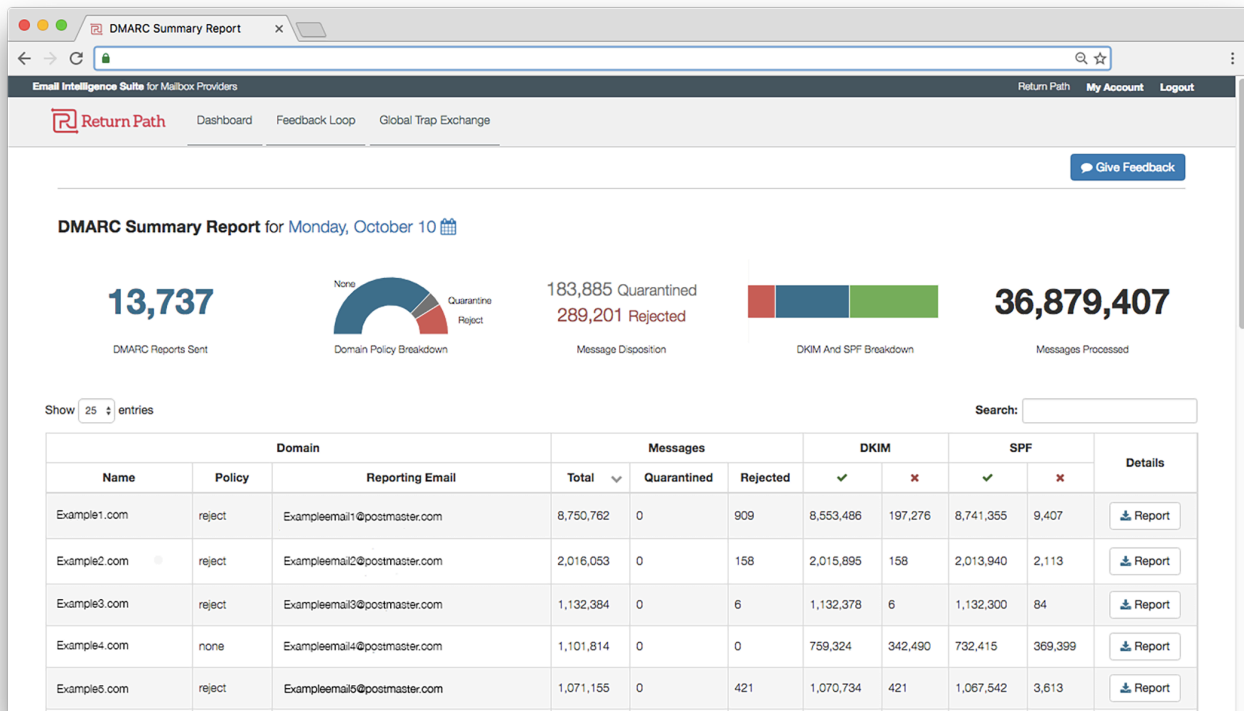 DMARC Summary Report
Email Intelligence Suite for Mailbox Providers Return Path My Account Logout
Return Path Dashboard Feedback Loop Global Trap Exchange
Give Feedback
DMARC Summary Report for Monday, October 10
13,737
DMARC Reports Sent
None
Quarantine
Reject
Domain Policy Breakdown
183,885 Quarantined
289,201 Rejected
Message Disposition
DKIM And SPF Breakdown
36,879,407
Messages Processed
Show 25 entries Search:
Domain Messages DKIM SPF Details
Name Policy Reporting Email Total Quarantined Rejected ✔ ✖ ✔ ✖
Example1.com reject Exampleemail1@postmaster.com 8,750,762 0 909 8,553,486 197,276 8,741,355 9,407 Report
Example2.com reject Exampleemail2@postmaster.com 2,016,053 0 158 2,015,895 158 2,013,940 2,113 Report
Example3.com reject Exampleemail3@postmaster.com 1,132,384 0 6 1,132,378 6 1,132,300 84 Report
Example4.com none Exampleemail4@postmaster.com 1,101,814 0 0 759,324 342,490 732,415 369,399 Report
Example5.com reject Exampleemail5@postmaster.com 1,071,155 0 421 1,070,734 421 1,067,542 3,613 Report